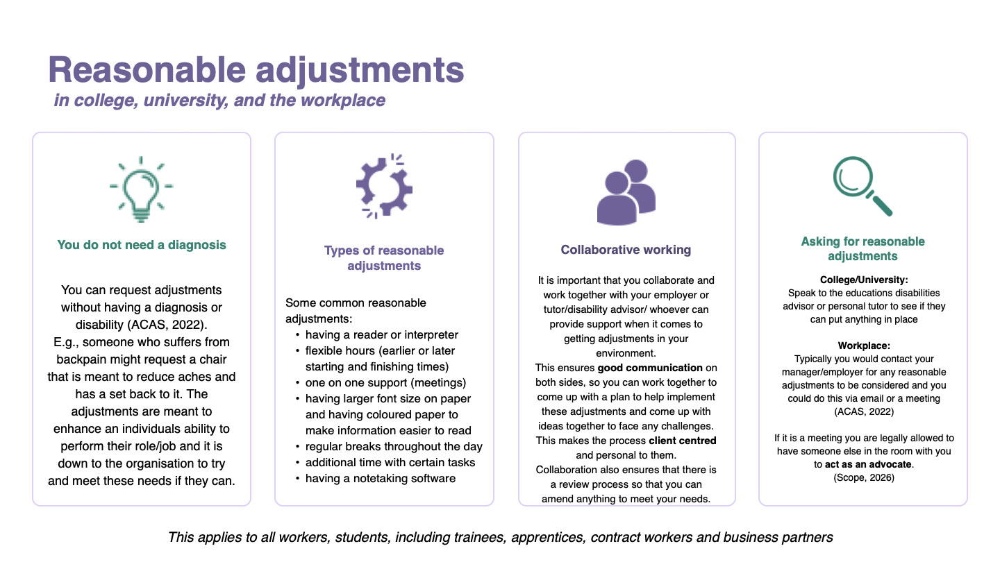 Reasonable adjustments
in college, university, and the workplace
You do not need a diagnosis
You can request adjustments
without having a diagnosis or
disability (ACAS, 2022).
E.g., someone who suffers from
backpain might request a chair
that is meant to reduce aches and
has a set back to it. The
adjustments are meant to
enhance an individuals ability to
perform their role/job and it is
down to the organisation to try
and meet these needs if they can.
Types of reasonable
adjustments
Some common reasonable
adjustments:
• having a reader or interpreter
• flexible hours (earlier or later
starting and finishing times)
• one on one support (meetings)
• having larger font size on paper
and having coloured paper to
make information easier to read
• regular breaks throughout the day
• additional time with certain tasks
• having a notetaking software
Collaborative working
It is important that you collaborate and
work together with your employer or
tutor/disability advisor/ whoever can
provide support when it comes to
getting adjustments in your
environment.
This ensures good communication on
both sides, so you can work together to
come up with a plan to help implement
these adjustments and come up with
ideas together to face any challenges.
This makes the process client centred
and personal to them.
Collaboration also ensures that there is
a review process so that you can
amend anything to meet your needs.
Asking for reasonable
adjustments
College/University:
Speak to the educations disabilities
advisor or personal tutor to see if they
can put anything in place
Workplace:
Typically you would contact your
manager/employer for any reasonable
adjustments to be considered and you
could do this via email or a meeting
(ACAS, 2022)
If it is a meeting you are legally allowed to
have someone else in the room with you
to act as an advocate.
(Scope, 2026)
This applies to all workers, students, including trainees, apprentices, contract workers and business partners